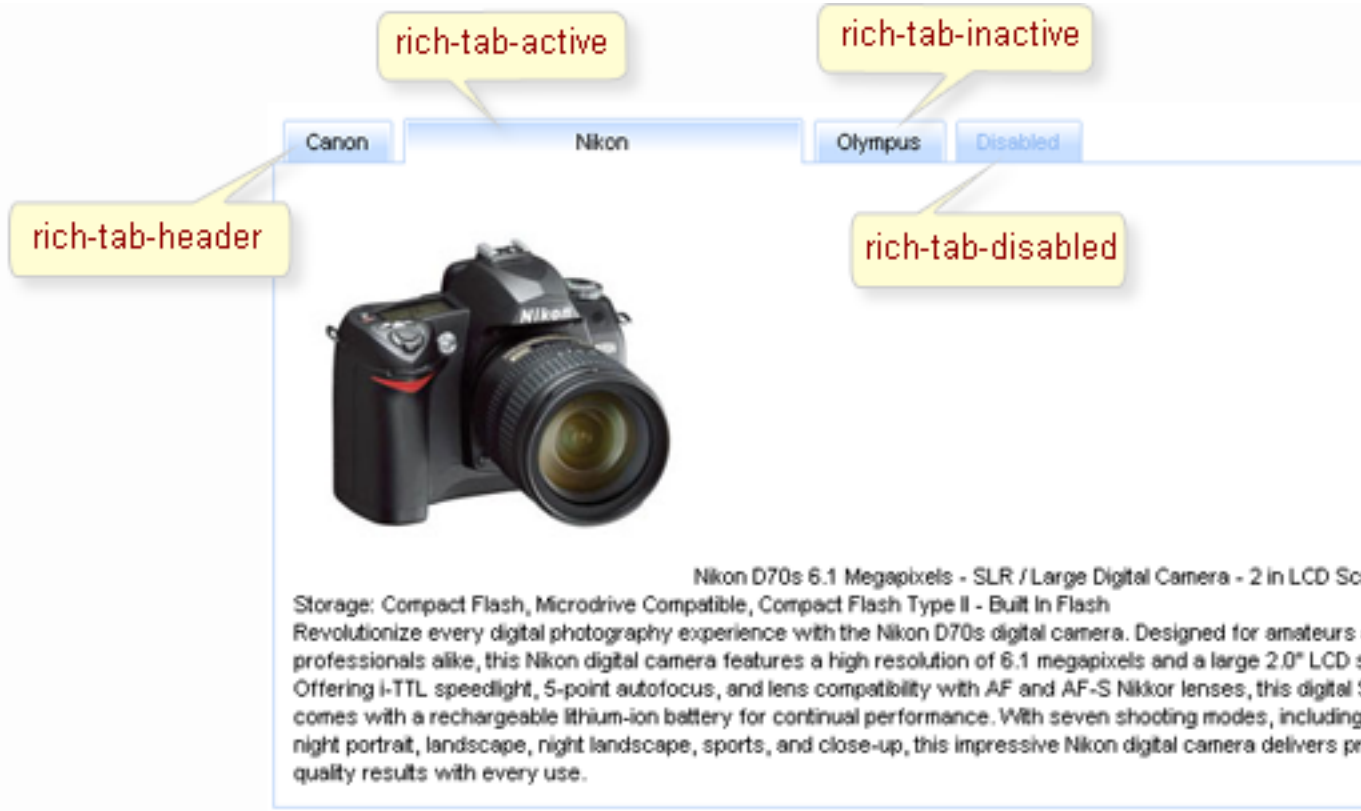 rich-tab-active
rich-tab-inactive
Canon
Nikon
Olympus
Disabled
rich-tab-header
rich-tab-disabled
Nikon
Nikon D70s 6.1 Megapixels - SLR / Large Digital Camera - 2 in LCD Sc
Storage: Compact Flash, Microdrive Compatible, Compact Flash Type II - Built In Flash
Revolutionize every digital photography experience with the Nikon D70s digital camera. Designed for amateurs
professionals alike, this Nikon digital camera features a high resolution of 6.1 megapixels and a large 2.0" LCD s
Offering i-TTL speedlight, 5-point autofocus, and lens compatibility with AF and AF-S Nikkor lenses, this digital S
comes with a rechargeable lithium-ion battery for continual performance. With seven shooting modes, including
night portrait, landscape, night landscape, sports, and close-up, this impressive Nikon digital camera delivers pr
quality results with every use.